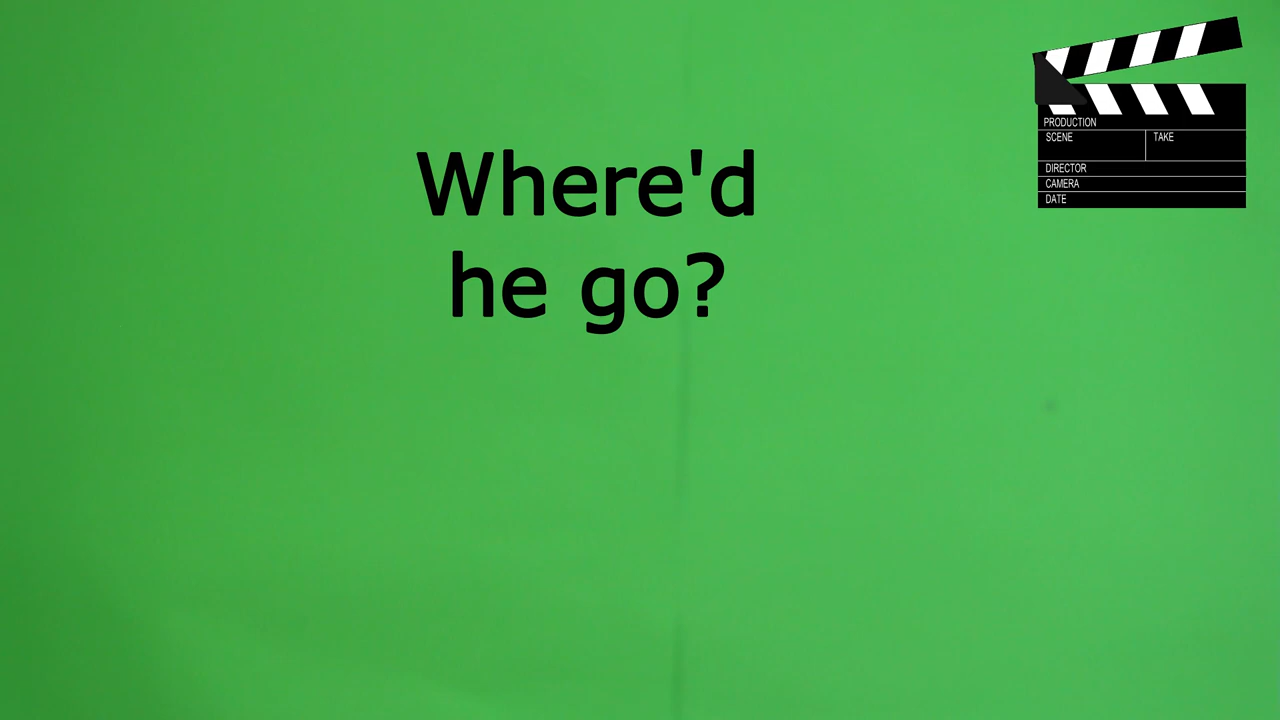 Where'd
he go?
PRODUCTION
SCENE TAKE
DIRECTOR
CAMERA
DATE